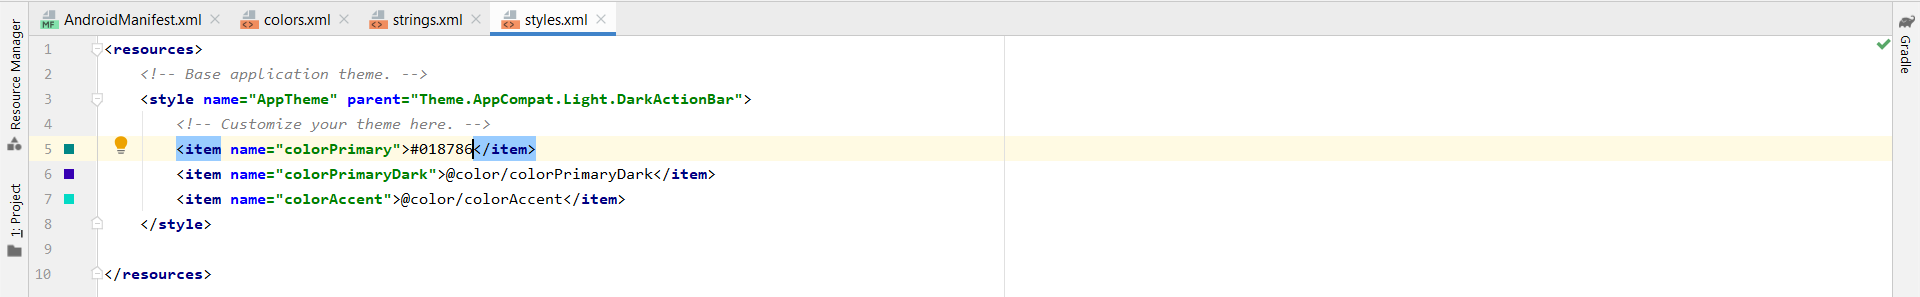 AndroidManifest.xml colors.xml strings.xml styles.xml
Resource Manager
1: Project
Gradle
1 <resources>
2 <!-- Base application theme. -->
3 <style name="AppTheme" parent="Theme.AppCompat.Light.DarkActionBar">
4 <!-- Customize your theme here. -->
5 <item name="colorPrimary">#018786</item>
6 <item name="colorPrimaryDark">@color/colorPrimaryDark</item>
7 <item name="colorAccent">@color/colorAccent</item>
8 </style>
9
10 </resources>